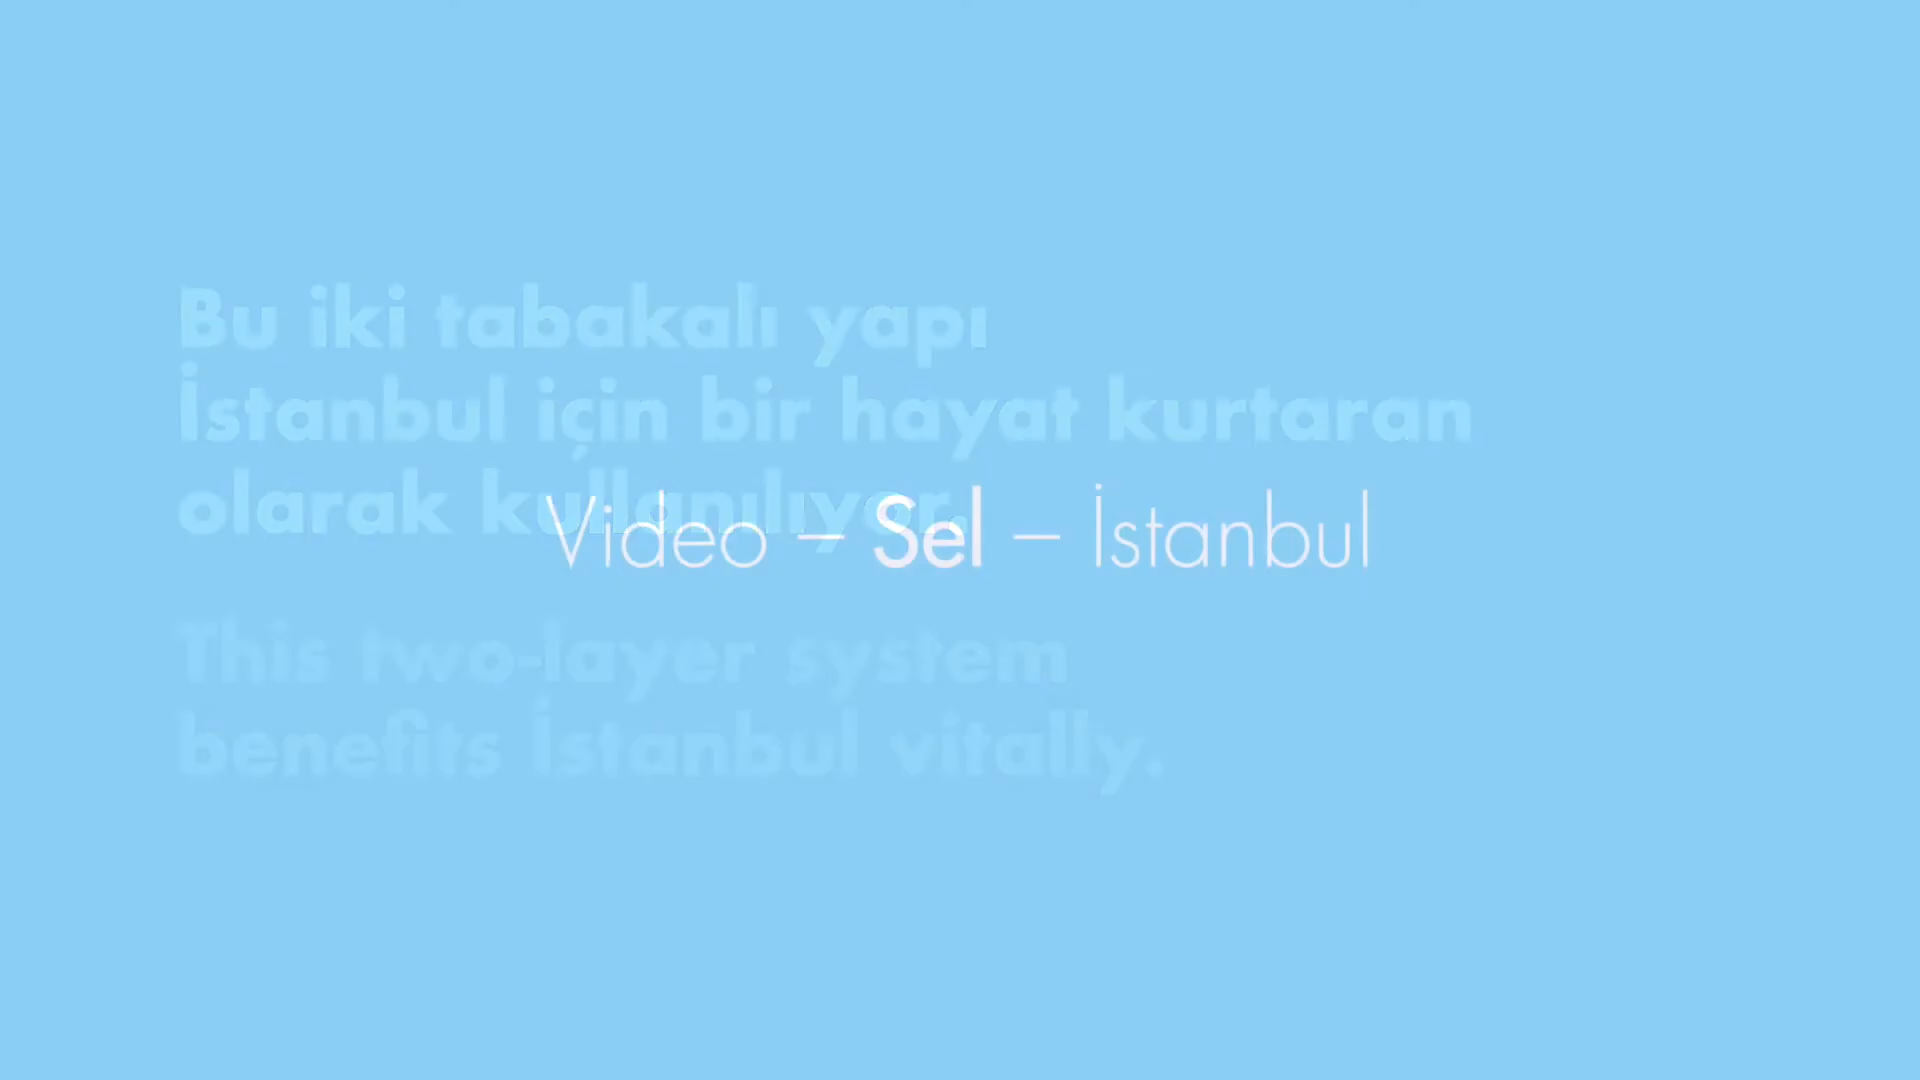 Bu iki tabakalı yapı
İstanbul için bir hayat kurtaran
olarak kullanılıyor.
Video – Sel – İstanbul
This two-layer system
benefits İstanbul vitally.